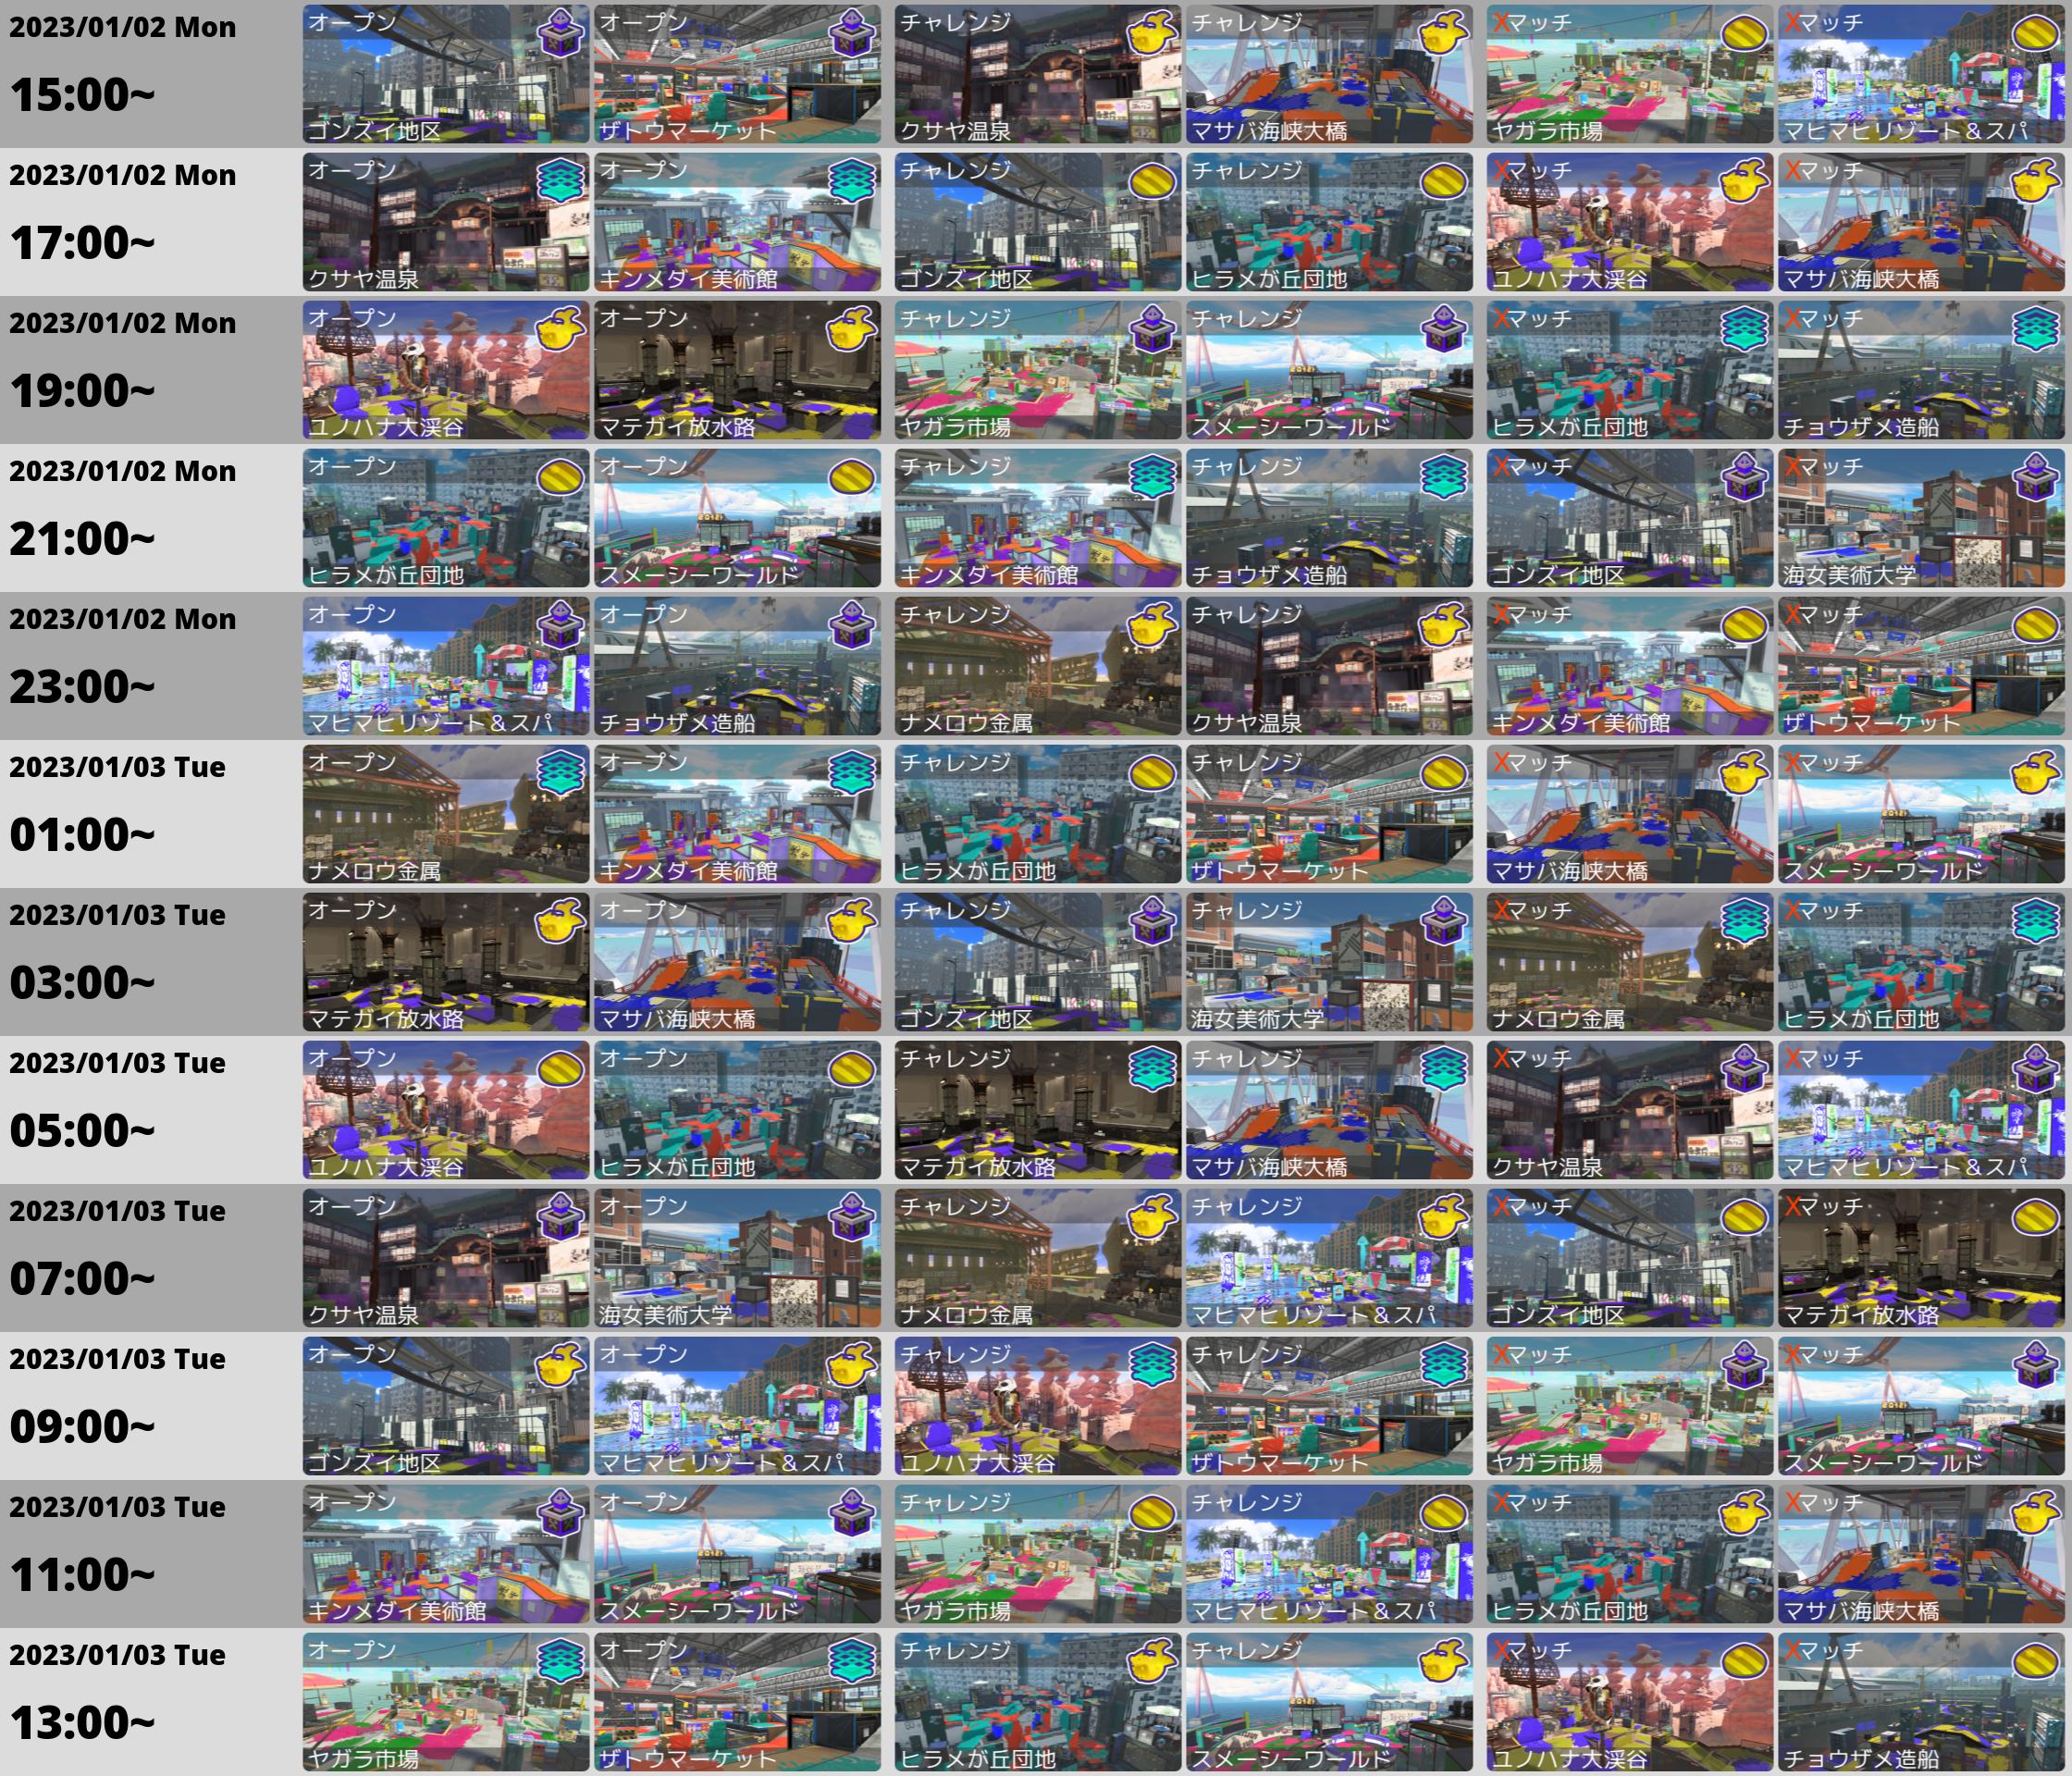 2023/01/02 Mon
15:00~
オープン オープン チャレンジ チャレンジ Xマッチ Xマッチ
ゴンズイ地区 ザトウマーケット クサヤ温泉 マサバ海峡大橋 ヤガラ市場 マヒマヒリゾート＆スパ
2023/01/02 Mon
17:00~
オープン オープン チャレンジ チャレンジ Xマッチ Xマッチ
クサヤ温泉 キンメダイ美術館 ゴンズイ地区 ヒラメが丘団地 ユノハナ大渓谷 マサバ海峡大橋
2023/01/02 Mon
19:00~
オープン オープン チャレンジ チャレンジ Xマッチ Xマッチ
ユノハナ大渓谷 マテガイ放水路 ヤガラ市場 スメーシーワールド ヒラメが丘団地 チョウザメ造船
2023/01/02 Mon
21:00~
オープン オープン チャレンジ チャレンジ Xマッチ Xマッチ
ヒラメが丘団地 スメーシーワールド キンメダイ美術館 チョウザメ造船 ゴンズイ地区 海女美術大学
2023/01/02 Mon
23:00~
オープン オープン チャレンジ チャレンジ Xマッチ Xマッチ
マヒマヒリゾート＆スパ チョウザメ造船 ナメロウ金属 クサヤ温泉 キンメダイ美術館 ザトウマーケット
2023/01/03 Tue
01:00~
オープン オープン チャレンジ チャレンジ Xマッチ Xマッチ
ナメロウ金属 キンメダイ美術館 ヒラメが丘団地 ザトウマーケット マサバ海峡大橋 スメーシーワールド
2023/01/03 Tue
03:00~
オープン オープン チャレンジ チャレンジ Xマッチ Xマッチ
マテガイ放水路 マサバ海峡大橋 ゴンズイ地区 海女美術大学 ナメロウ金属 ヒラメが丘団地
2023/01/03 Tue
05:00~
オープン オープン チャレンジ チャレンジ Xマッチ Xマッチ
ユノハナ大渓谷 ヒラメが丘団地 マテガイ放水路 マサバ海峡大橋 クサヤ温泉 マヒマヒリゾート＆スパ
2023/01/03 Tue
07:00~
オープン オープン チャレンジ チャレンジ Xマッチ Xマッチ
クサヤ温泉 海女美術大学 ナメロウ金属 マヒマヒリゾート＆スパ ゴンズイ地区 マテガイ放水路
2023/01/03 Tue
09:00~
オープン オープン チャレンジ チャレンジ Xマッチ Xマッチ
ゴンズイ地区 マヒマヒリゾート＆スパ ユノハナ大渓谷 ザトウマーケット ヤガラ市場 スメーシーワールド
2023/01/03 Tue
11:00~
オープン オープン チャレンジ チャレンジ Xマッチ Xマッチ
キンメダイ美術館 スメーシーワールド ヤガラ市場 マヒマヒリゾート＆スパ ヒラメが丘団地 マサバ海峡大橋
2023/01/03 Tue
13:00~
オープン オープン チャレンジ チャレンジ Xマッチ Xマッチ
ヤガラ市場 ザトウマーケット ヒラメが丘団地 スメーシーワールド ユノハナ大渓谷 チョウザメ造船